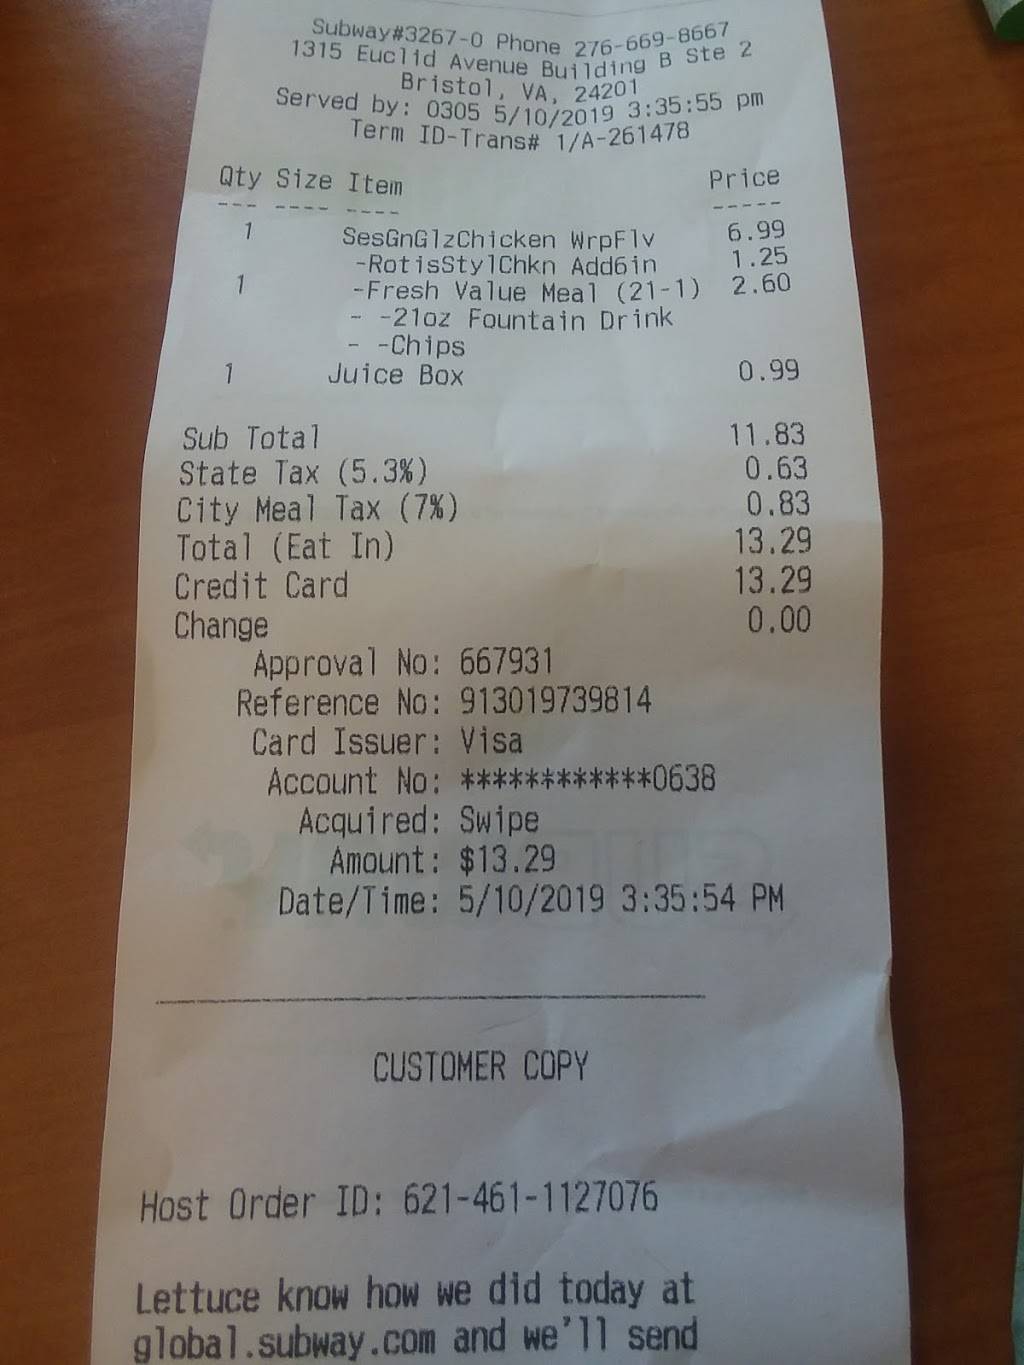 Subway#3267-0 Phone 276-669-8667
1315 Euclid Avenue Building B Ste 2
Bristol, VA, 24201
Served by: 0305 5/10/2019 3:35:55 pm
Term ID-Trans# 1/A-261478
Qty Size Item Price
--- ---- ---- -----
1 SesGnGlzChicken WrpFlv 6.99
-RotisStylChkn Add6in 1.25
1 -Fresh Value Meal (21-1) 2.60
- -21oz Fountain Drink
- -Chips
1 Juice Box 0.99
Sub Total 11.83
State Tax (5.3%) 0.63
City Meal Tax (7%) 0.83
Total (Eat In) 13.29
Credit Card 13.29
Change 0.00
Approval No: 667931
Reference No: 913019739814
Card Issuer: Visa
Account No: ************0638
Acquired: Swipe
Amount: $13.29
Date/Time: 5/10/2019 3:35:54 PM
CUSTOMER COPY
Host Order ID: 621-461-1127076
Lettuce know how we did today at
global.subway.com and we'll send